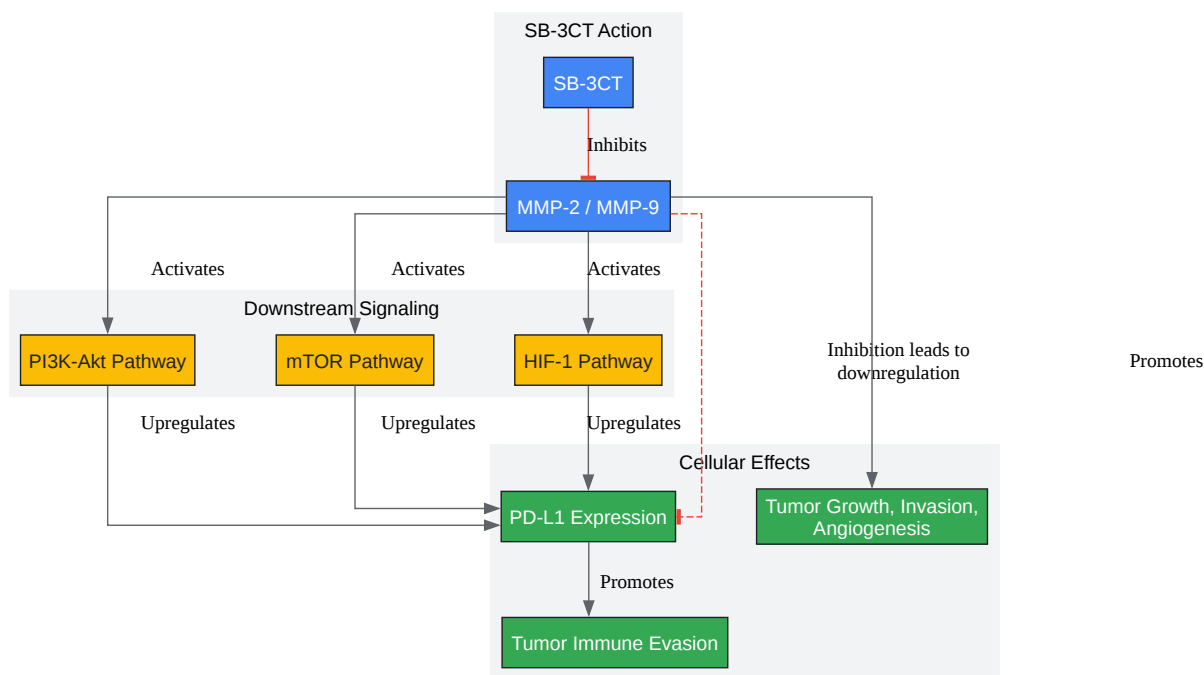 SB-3CT Action
SB-3CT
Inhibits
MMP-2 / MMP-9
Activates
Activates
Activates
Downstream Signaling
PI3K-Akt Pathway
mTOR Pathway
HIF-1 Pathway
Inhibition leads to
downregulation
Promotes
Upregulates
Upregulates
Upregulates
Cellular Effects
PD-L1 Expression
Tumor Growth, Invasion,
Angiogenesis
Promotes
Tumor Immune Evasion